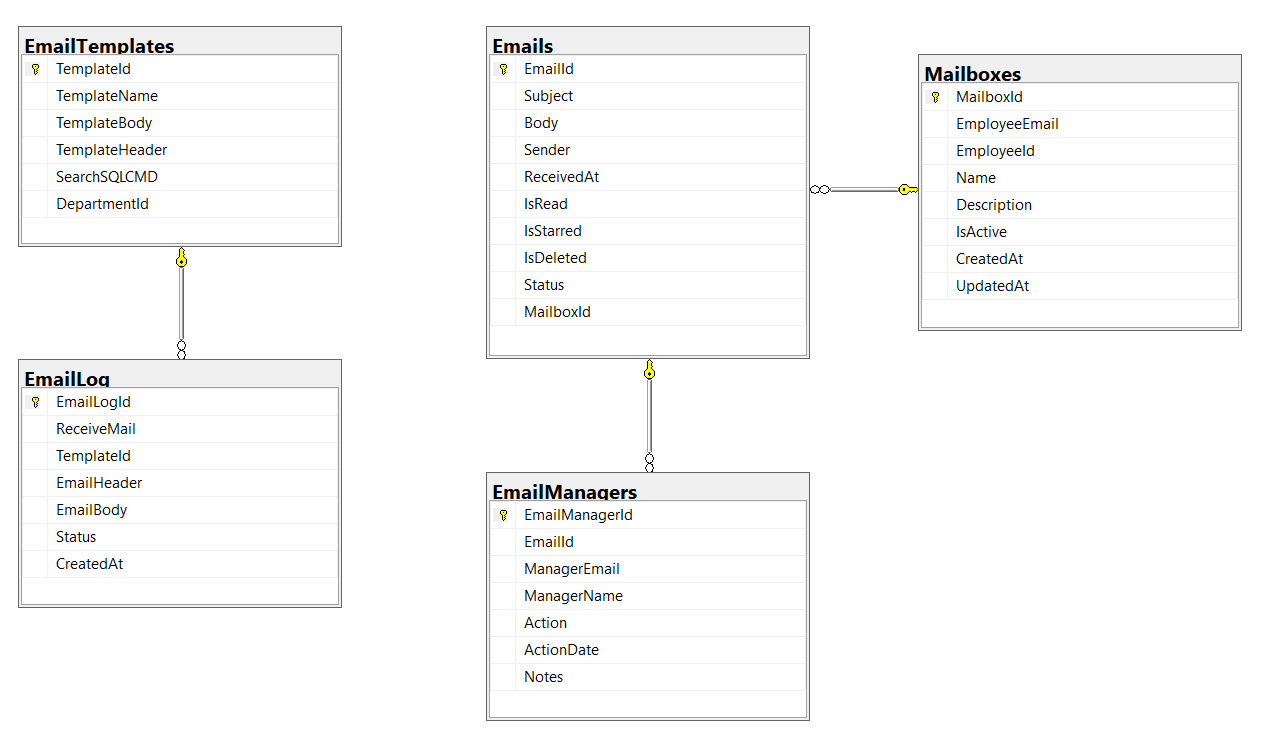 EmailTemplates
TemplateId
TemplateName
TemplateBody
TemplateHeader
SearchSQLCMD
DepartmentId
EmailLog
EmailLogId
ReceiveMail
TemplateId
EmailHeader
EmailBody
Status
CreatedAt
Emails
EmailId
Subject
Body
Sender
ReceivedAt
IsRead
IsStarred
IsDeleted
Status
MailboxId
EmailManagers
EmailManagerId
EmailId
ManagerEmail
ManagerName
Action
ActionDate
Notes
Mailboxes
MailboxId
EmployeeEmail
EmployeeId
Name
Description
IsActive
CreatedAt
UpdatedAt